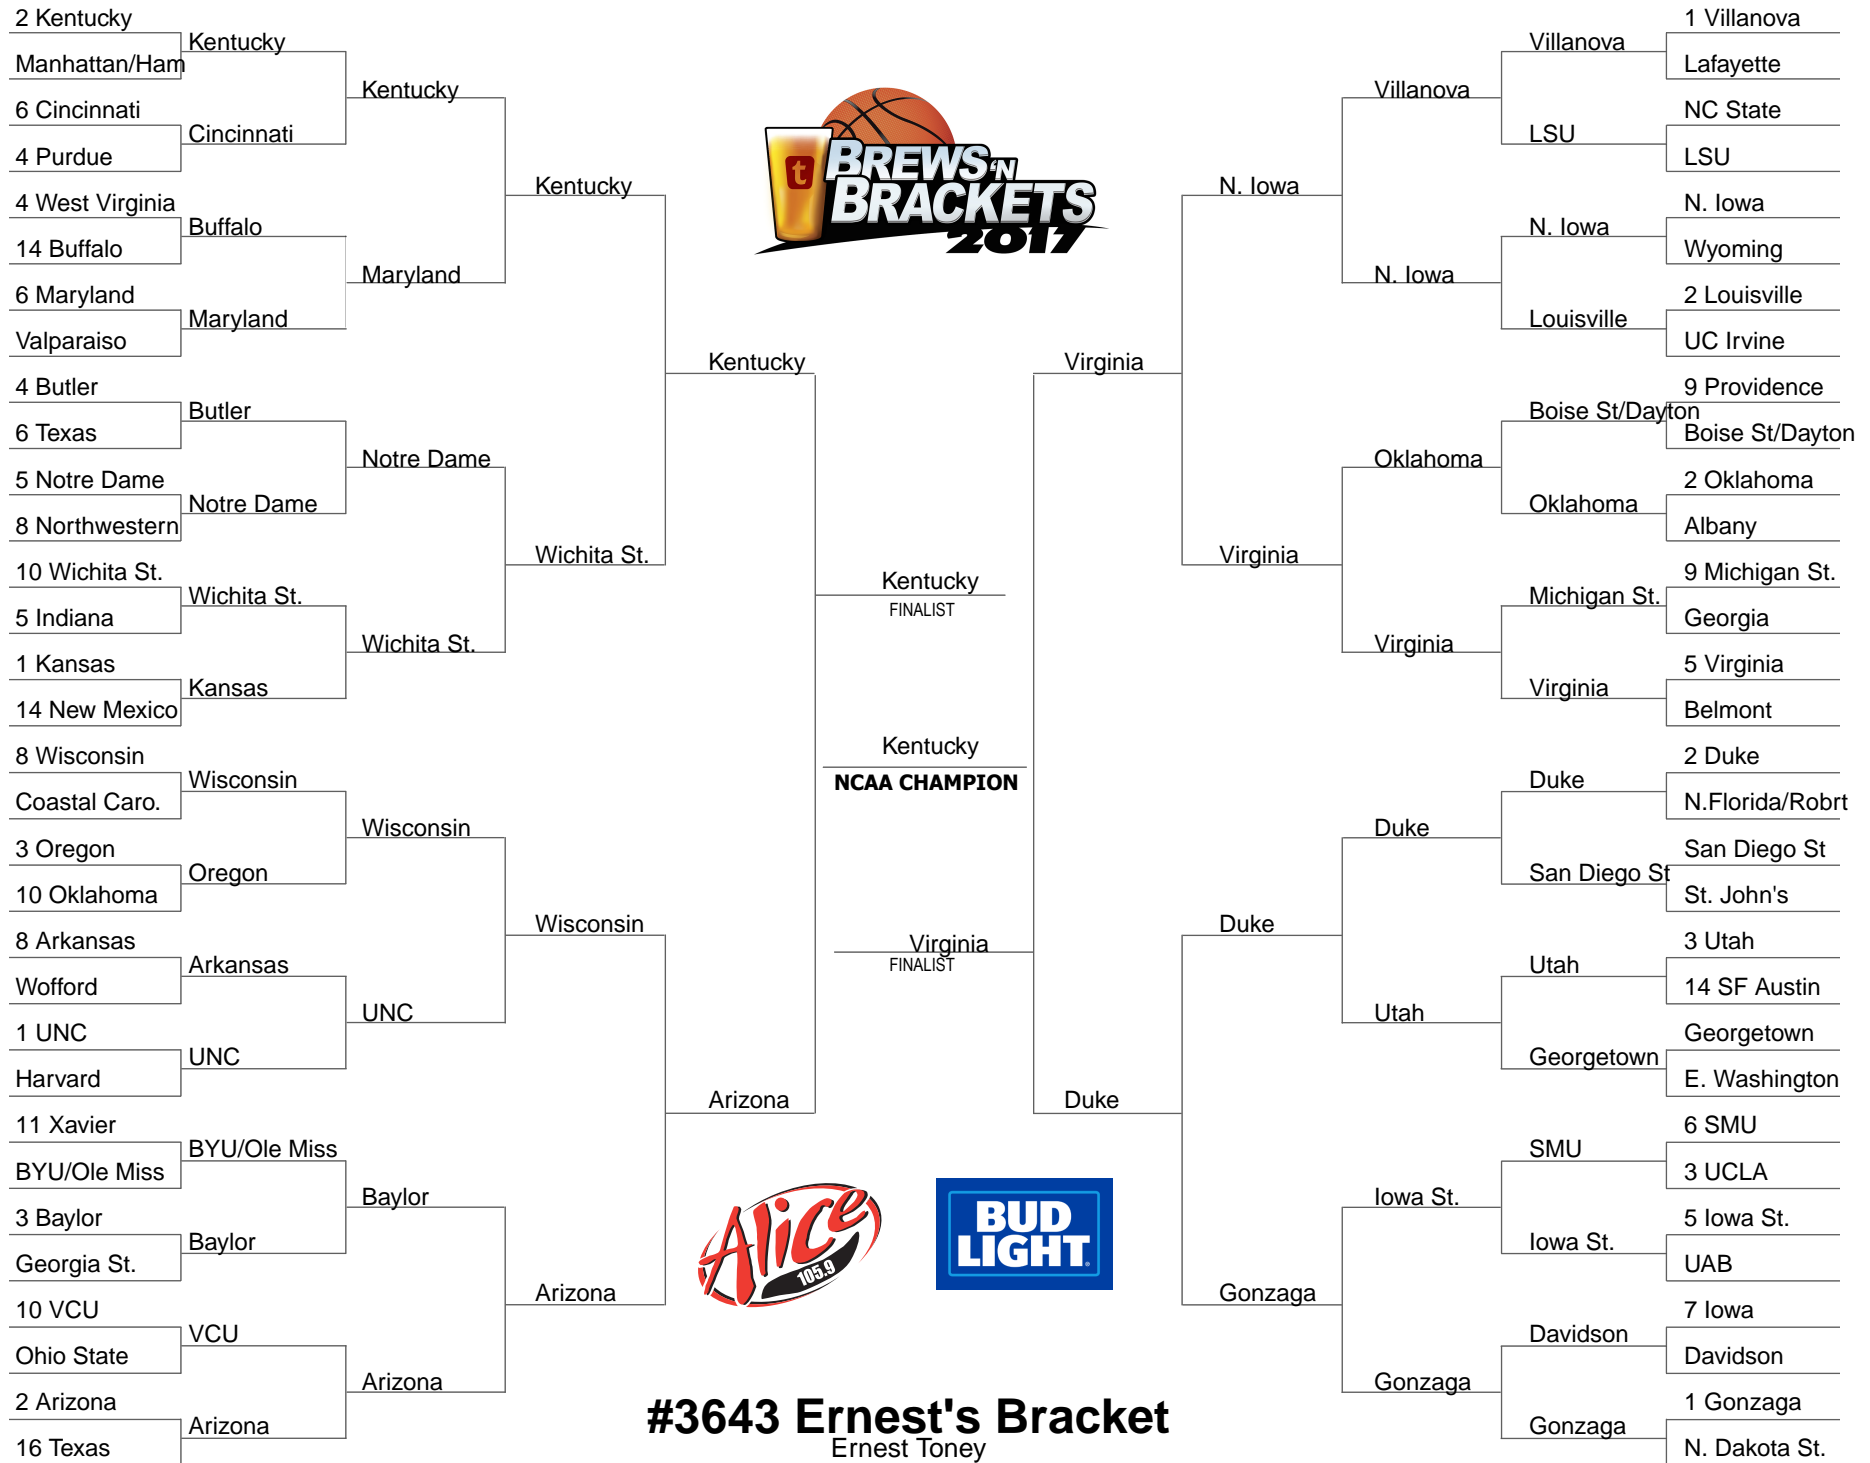 2 Kentucky
Manhattan/Ham
6 Cincinnati
4 Purdue
4 West Virginia
14 Buffalo
6 Maryland
Valparaiso
4 Butler
6 Texas
5 Notre Dame
8 Northwestern
10 Wichita St.
5 Indiana
1 Kansas
14 New Mexico
8 Wisconsin
Coastal Caro.
3 Oregon
10 Oklahoma
8 Arkansas
Wofford
1 UNC
Harvard
11 Xavier
BYU/Ole Miss
3 Baylor
Georgia St.
10 VCU
Ohio State
2 Arizona
16 Texas
Kentucky
Cincinnati
Buffalo
Maryland
Butler
Notre Dame
Wichita St.
Kansas
Wisconsin
Oregon
Arkansas
UNC
BYU/Ole Miss
Baylor
VCU
Arizona
Kentucky
Maryland
Notre Dame
Wichita St.
Wisconsin
UNC
Baylor
Arizona
Kentucky
Wichita St.
Wisconsin
Arizona
Kentucky
Arizona
t
BREWS 'N
BRACKETS
2017
Kentucky
FINALIST
Kentucky
NCAA CHAMPION
Virginia
FINALIST
Alice
105.9
BUD
LIGHT
#3643 Ernest's Bracket
Ernest Toney
Virginia
Duke
N. Iowa
Virginia
Duke
Gonzaga
Villanova
N. Iowa
Oklahoma
Virginia
Duke
Utah
Iowa St.
Gonzaga
Villanova
LSU
N. Iowa
Louisville
Boise St/Dayton
Oklahoma
Michigan St.
Virginia
Duke
San Diego St
Utah
Georgetown
SMU
Iowa St.
Davidson
Gonzaga
1 Villanova
Lafayette
NC State
LSU
N. Iowa
Wyoming
2 Louisville
UC Irvine
9 Providence
Boise St/Dayton
2 Oklahoma
Albany
9 Michigan St.
Georgia
5 Virginia
Belmont
2 Duke
N.Florida/Robrt
San Diego St
St. John's
3 Utah
14 SF Austin
Georgetown
E. Washington
6 SMU
3 UCLA
5 Iowa St.
UAB
7 Iowa
Davidson
1 Gonzaga
N. Dakota St.